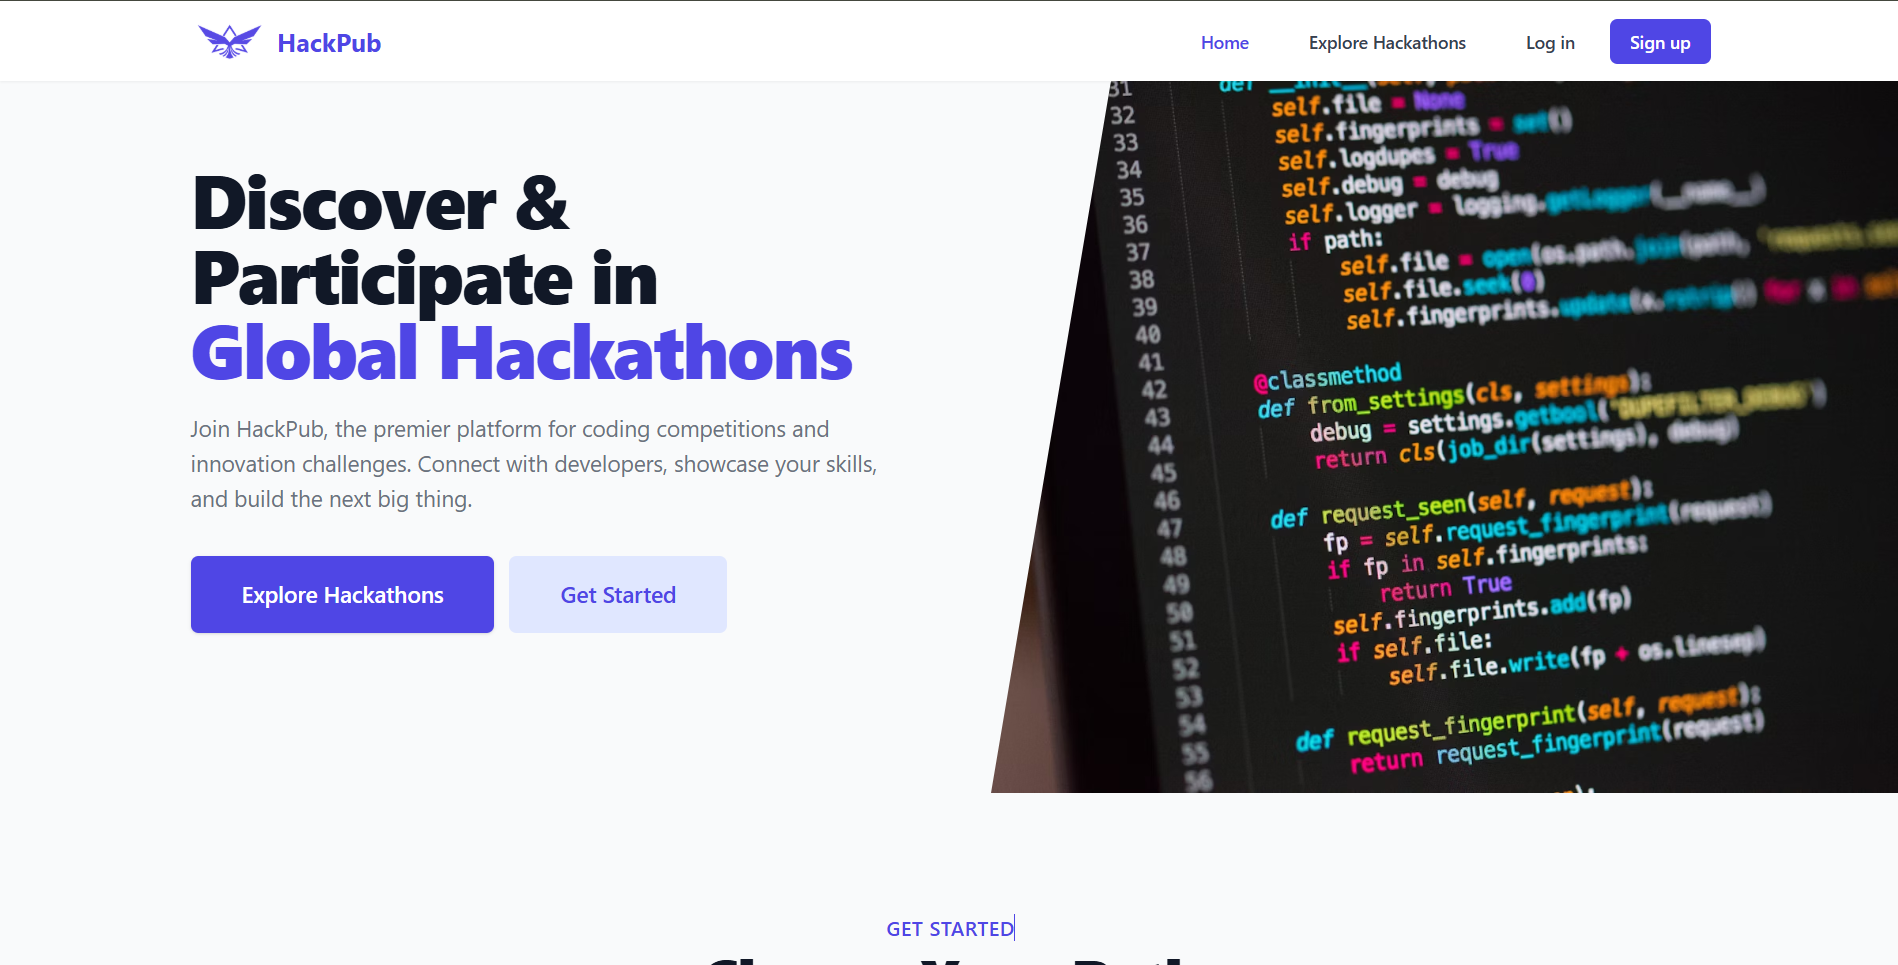 HackPub
Home
Explore Hackathons
Log in
Sign up
Discover &
Participate in
Global Hackathons
Join HackPub, the premier platform for coding competitions and
innovation challenges. Connect with developers, showcase your skills,
and build the next big thing.
Explore Hackathons
Get Started
31 def __init__(self,
32 self.file = None
33 self.fingerprints = set()
34 self.logdupes = True
35 self.debug = debug
36 self.logger = logging.getLogger(__name__)
37 if path:
38 self.file = open(os.path.join(path,
39 self.file.seek(0)
40 self.fingerprints.update(x.rstrip() for x in
41
42 @classmethod
43 def from_settings(cls, settings):
44 debug = settings.getbool('DUPEFILTER_DEBUG')
45 return cls(job_dir(settings), debug)
46
47 def request_seen(self, request):
48 fp = self.request_fingerprint(request)
49 if fp in self.fingerprints:
50 return True
51 self.fingerprints.add(fp)
52 if self.file:
53 self.file.write(fp + os.linesep)
54
55 def request_fingerprint(self, request):
56 return request_fingerprint(request)
GET STARTED